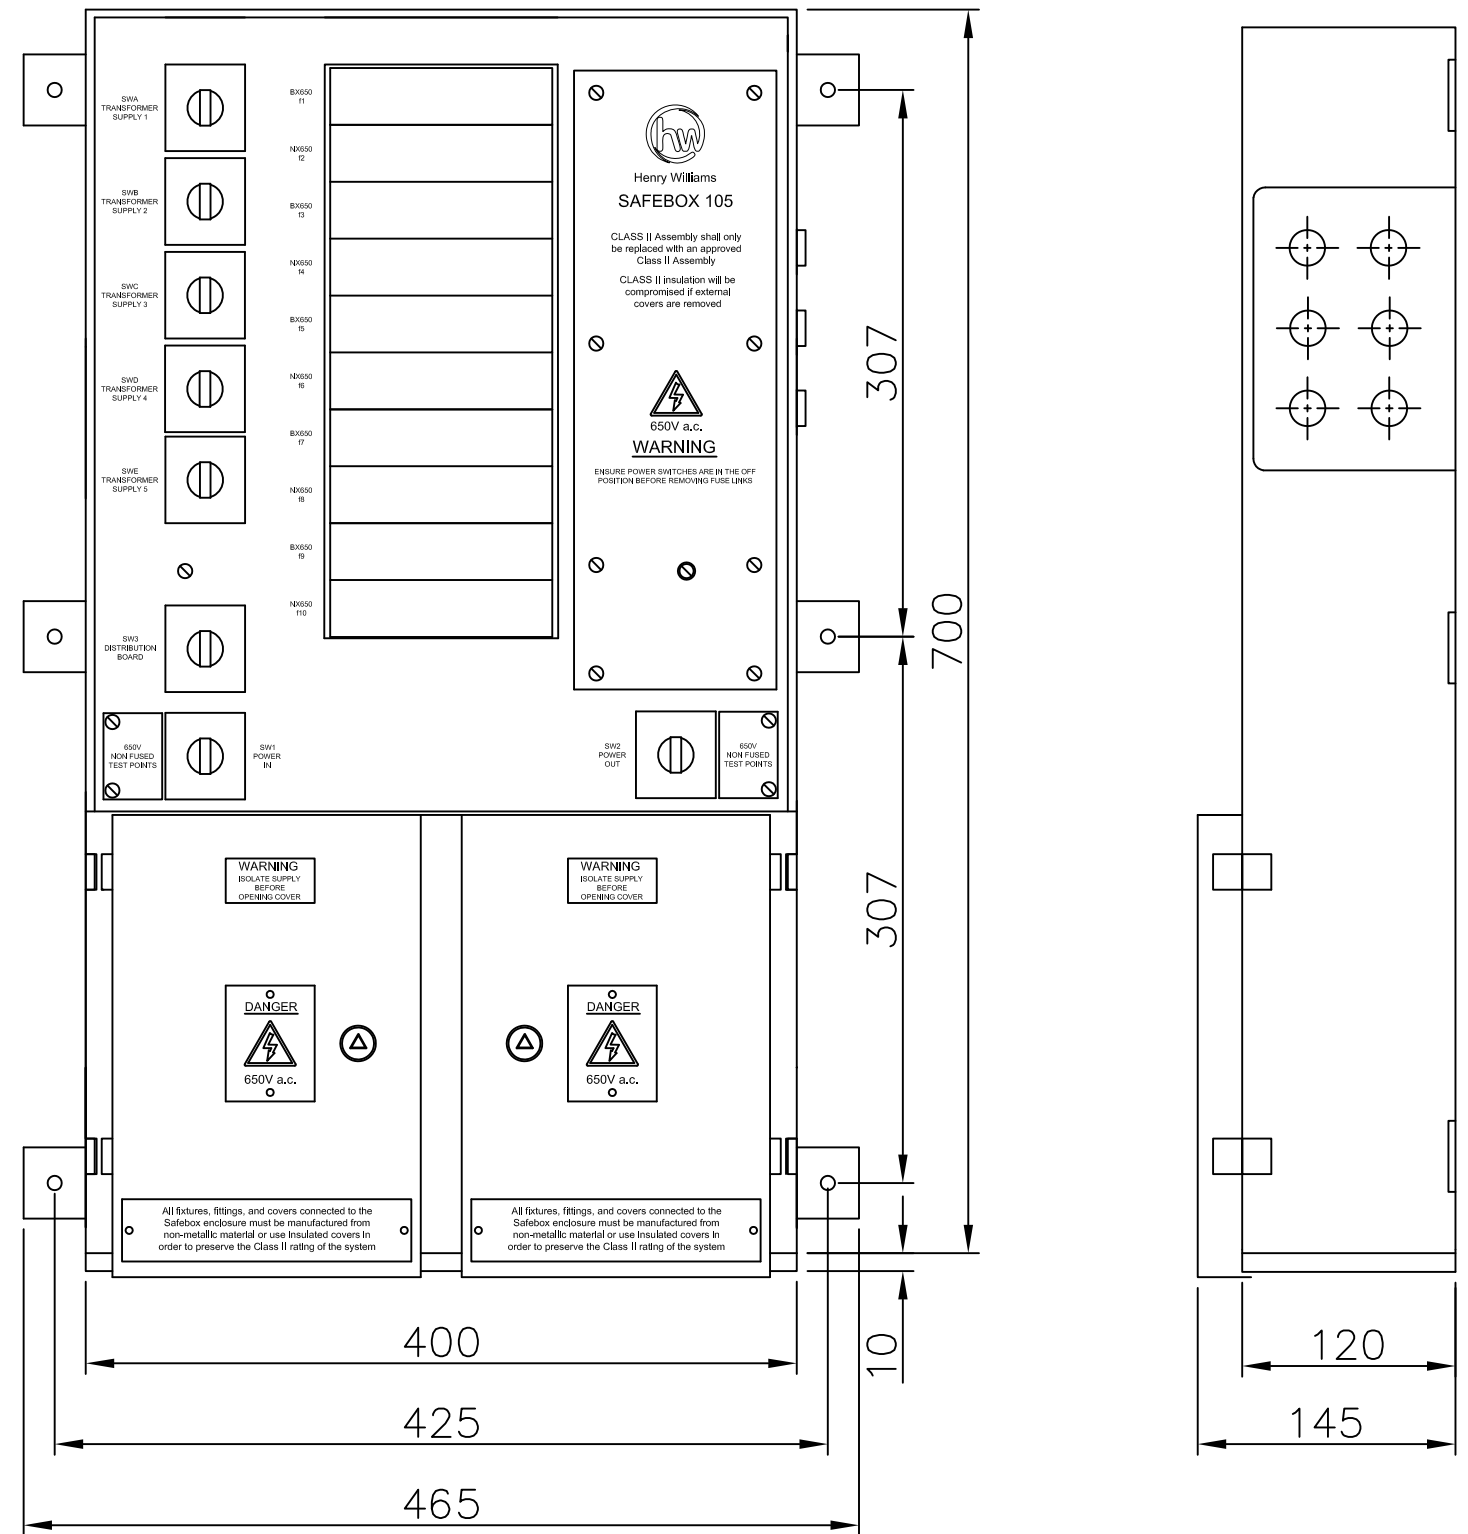 SWA
TRANSFORMER
SUPPLY 1
SWB
TRANSFORMER
SUPPLY 2
SWC
TRANSFORMER
SUPPLY 3
SWD
TRANSFORMER
SUPPLY 4
SWE
TRANSFORMER
SUPPLY 5
SW3
DISTRIBUTION
BOARD
BX650
f1
NX650
f2
BX650
f3
NX650
f4
BX650
f5
NX650
f6
BX650
f7
NX650
f8
BX650
f9
NX650
f10
hw
Henry Williams
SAFEBOX 105
CLASS II Assembly shall only
be replaced with an approved
Class II Assembly
CLASS II insulation will be
compromised if external
covers are removed
650V a.c.
WARNING
ENSURE POWER SWITCHES ARE IN THE OFF
POSITION BEFORE REMOVING FUSE LINKS
650V
NON FUSED
TEST POINTS
SW1
POWER
IN
SW2
POWER
OUT
650V
NON FUSED
TEST POINTS
WARNING
ISOLATE SUPPLY
BEFORE
OPENING COVER
WARNING
ISOLATE SUPPLY
BEFORE
OPENING COVER
DANGER
650V a.c.
DANGER
650V a.c.
All fixtures, fittings, and covers connected to the
Safebox enclosure must be manufactured from
non-metallic material or use Insulated covers in
order to preserve the Class II rating of the system
All fixtures, fittings, and covers connected to the
Safebox enclosure must be manufactured from
non-metallic material or use Insulated covers in
order to preserve the Class II rating of the system
307
700
307
10
400
425
465
120
145